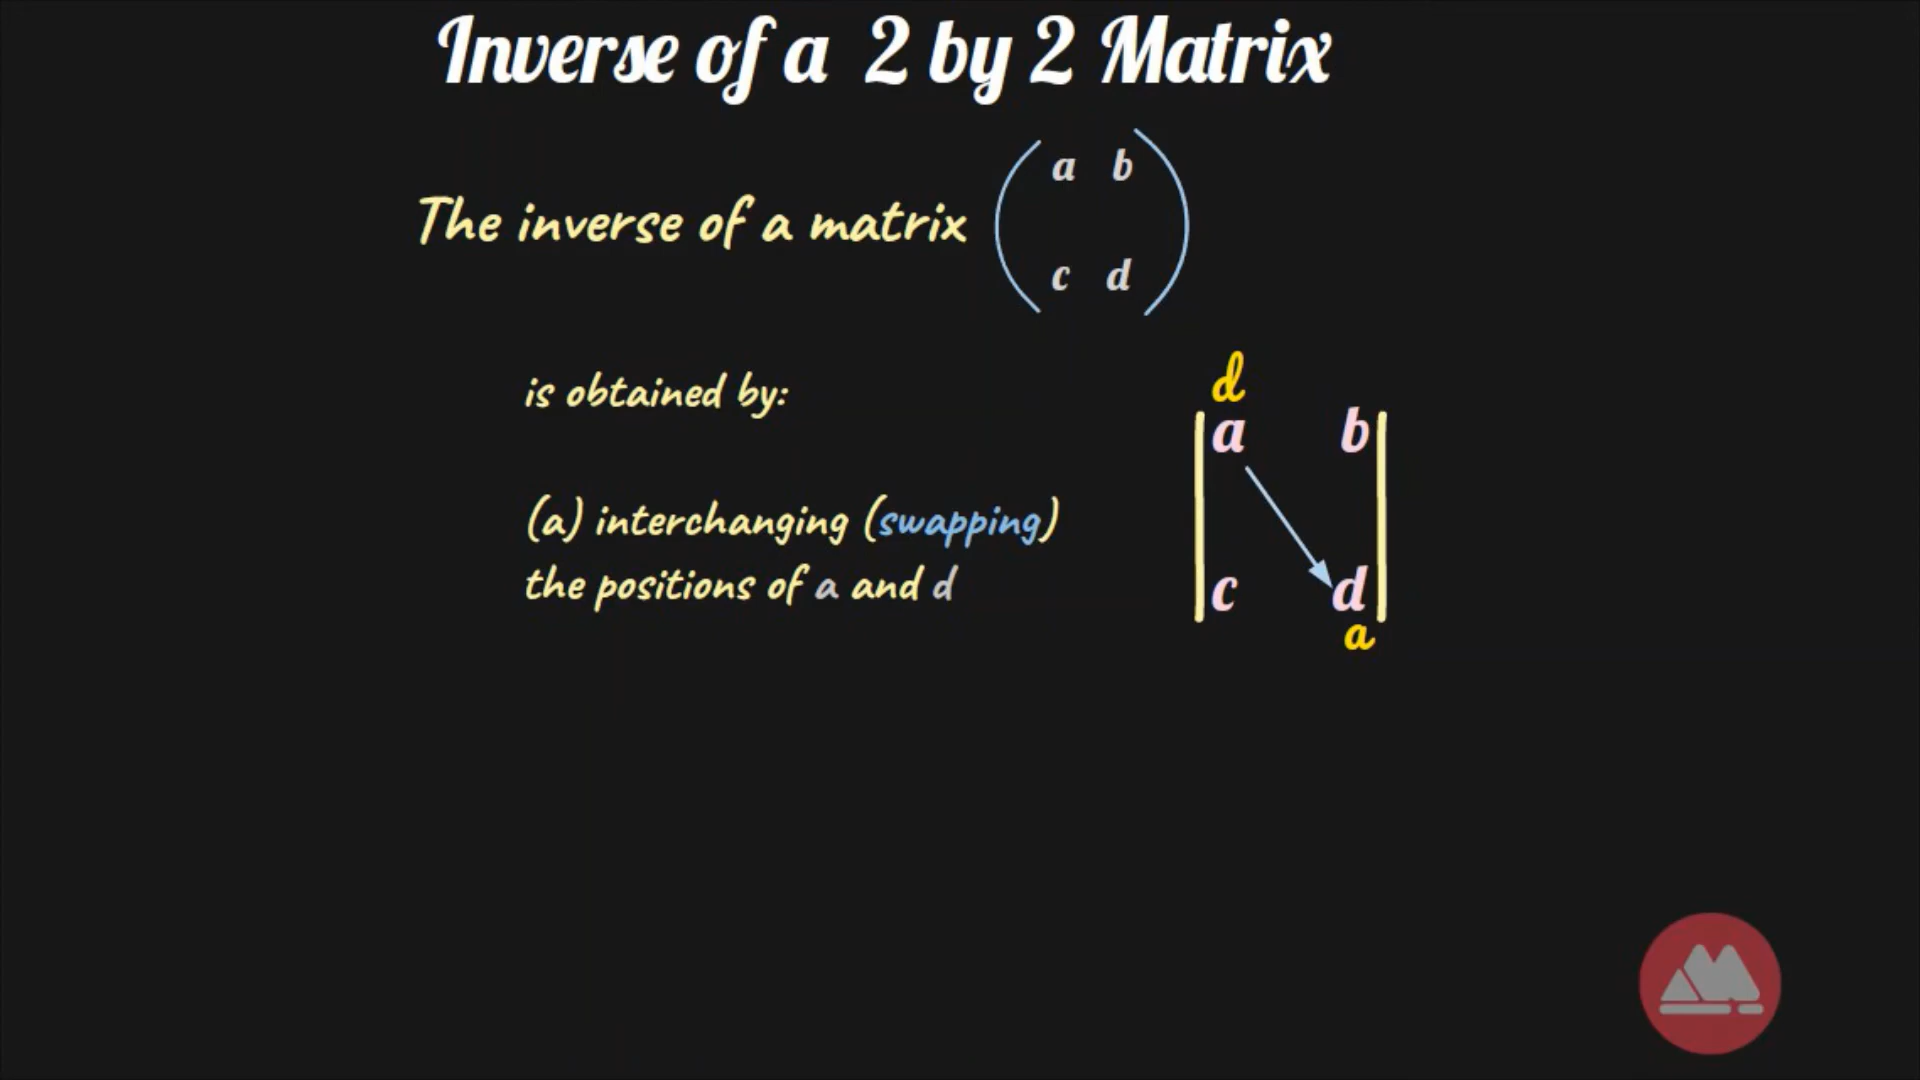 Inverse of a 2 by 2 Matrix
a b
The inverse of a matrix
c d
is obtained by:
d
a b
(a) interchanging (swapping)
the positions of a and d
c d
a